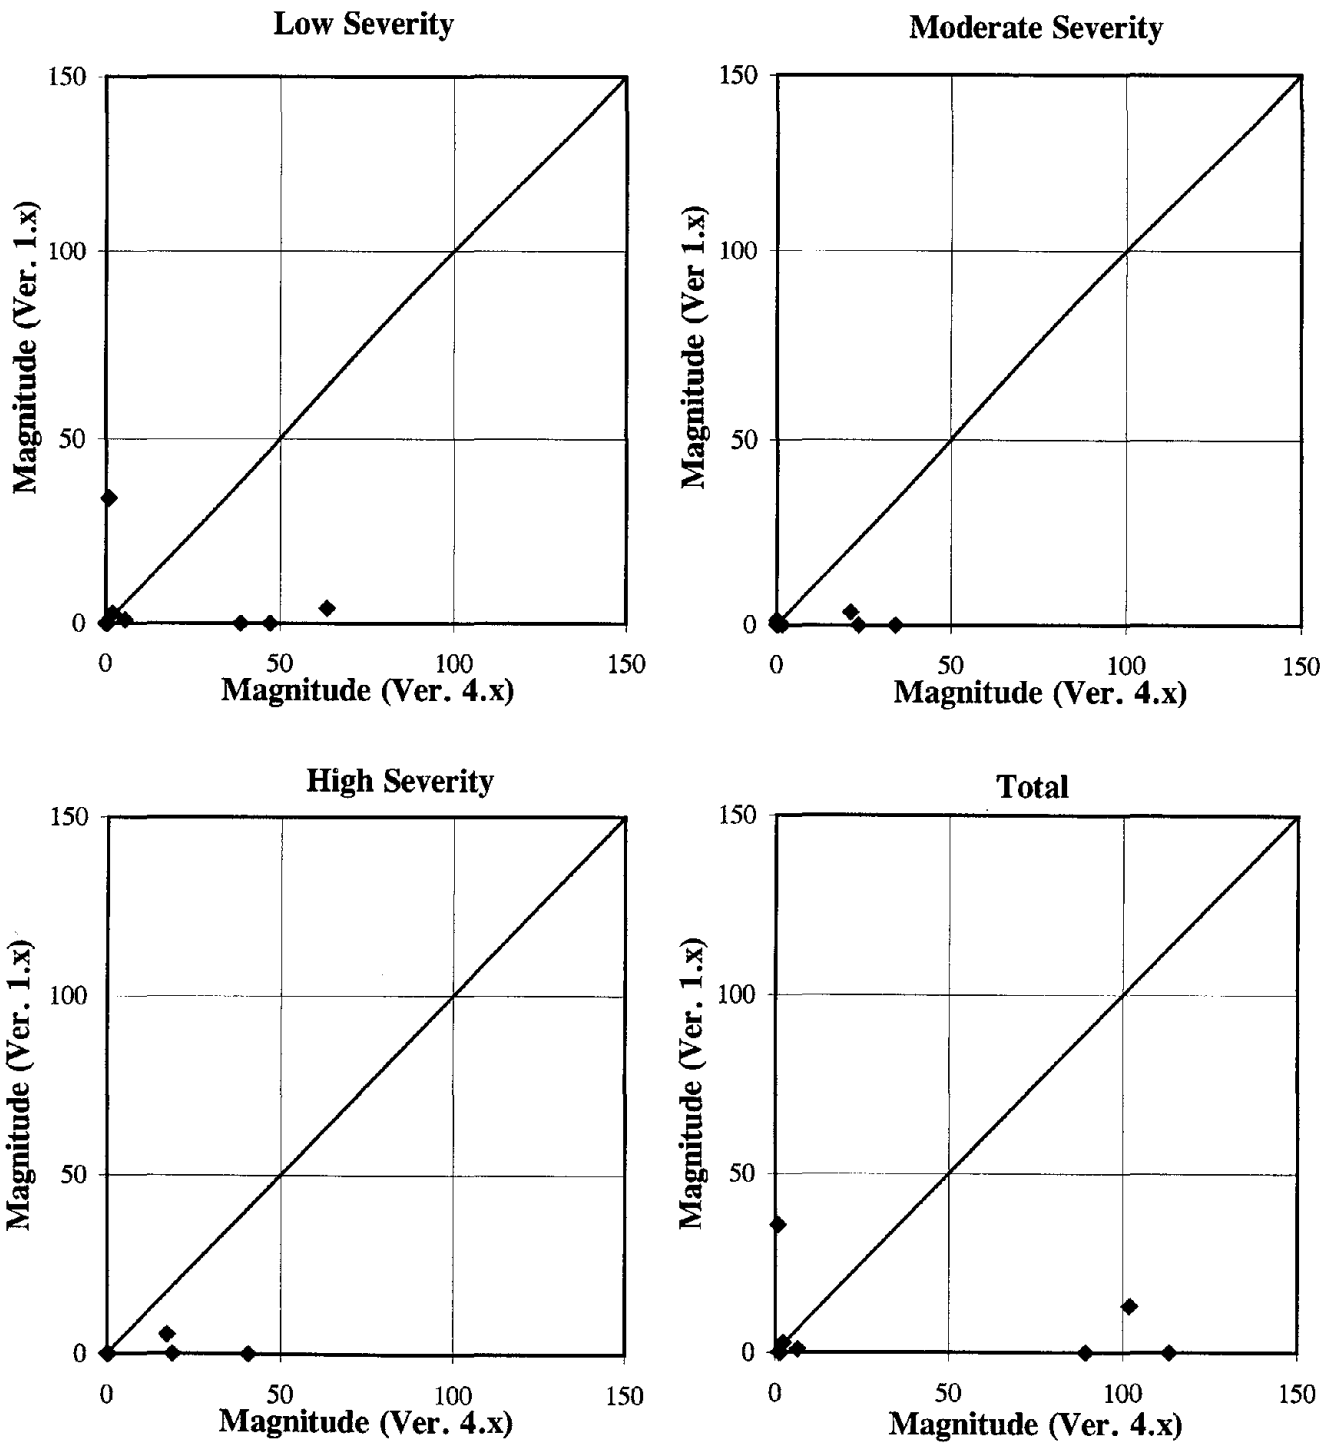 Low Severity
150
100
50
0
0 50 100 150
Magnitude (Ver. 1.x)
Magnitude (Ver. 4.x)
Moderate Severity
150
100
50
0
0 50 100 150
Magnitude (Ver 1.x)
Magnitude (Ver. 4.x)
High Severity
150
100
50
0
0 50 100 150
Magnitude (Ver. 1.x)
Magnitude (Ver. 4.x)
Total
150
100
50
0
0 50 100 150
Magnitude (Ver. 1.x)
Magnitude (Ver. 4.x)